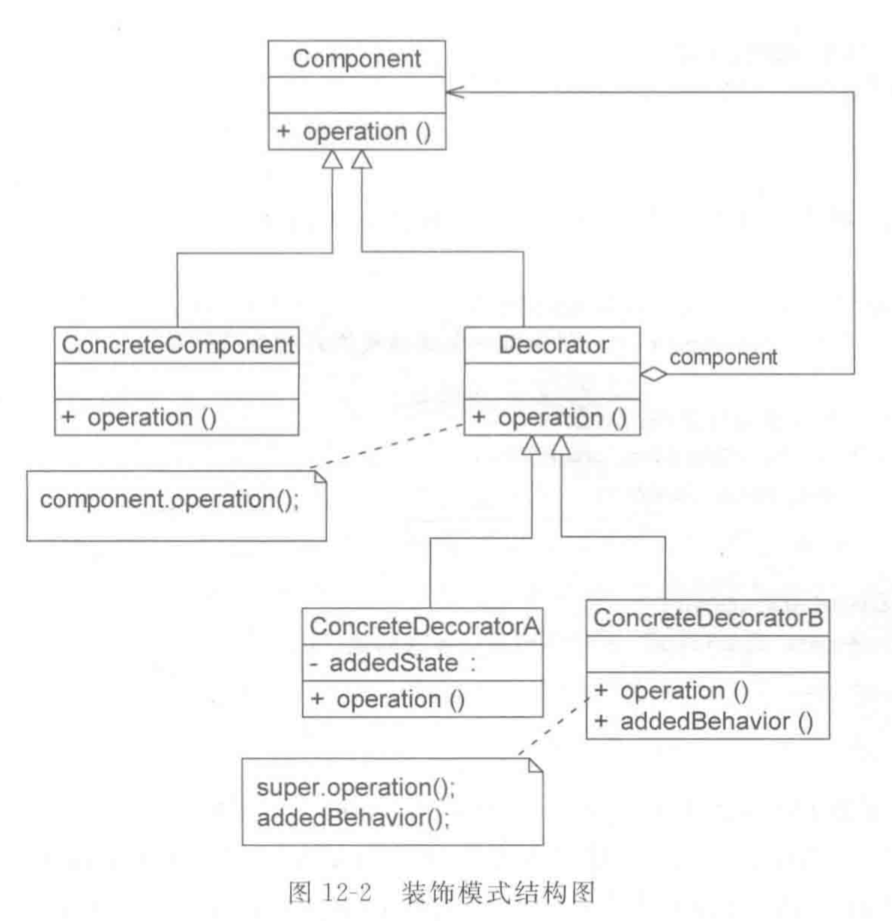 Component
+ operation ()
ConcreteComponent
+ operation ()
Decorator
+ operation ()
component
component.operation();
ConcreteDecoratorA
- addedState :
+ operation ()
ConcreteDecoratorB
+ operation ()
+ addedBehavior ()
super.operation();
addedBehavior();
图 12-2 装饰模式结构图